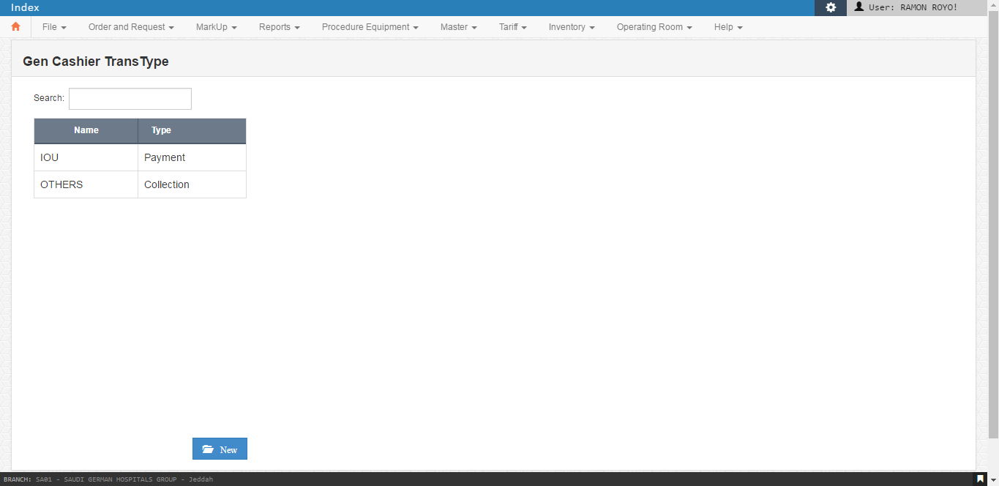 Index
User: RAMON ROYO!
File Order and Request MarkUp Reports Procedure Equipment Master Tariff Inventory Operating Room Help
Gen Cashier TransType
Search:
Name Type
IOU Payment
OTHERS Collection
New
BRANCH: SA01 - SAUDI GERMAN HOSPITALS GROUP - Jeddah